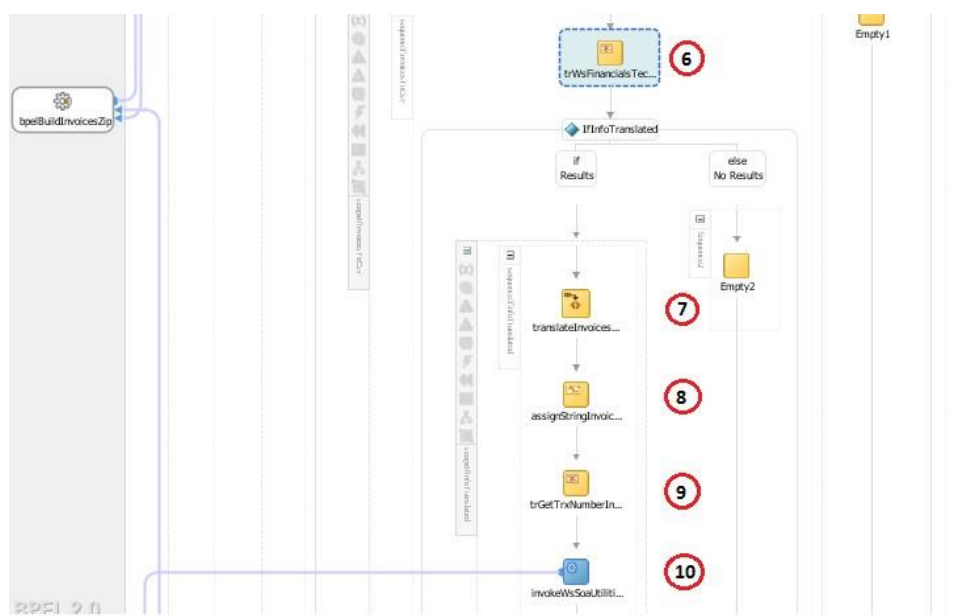 Empty1
6
trWsFinancialsTec...
bpelBuildInvoicesZip
IfInfoTranslated
if
Results
else
No Results
Empty2
7
translateInvoices...
8
assignStringInvoic...
9
trGetTrxNumberIn...
10
invokeWsSoaUtiliti...
BPEL 2.0